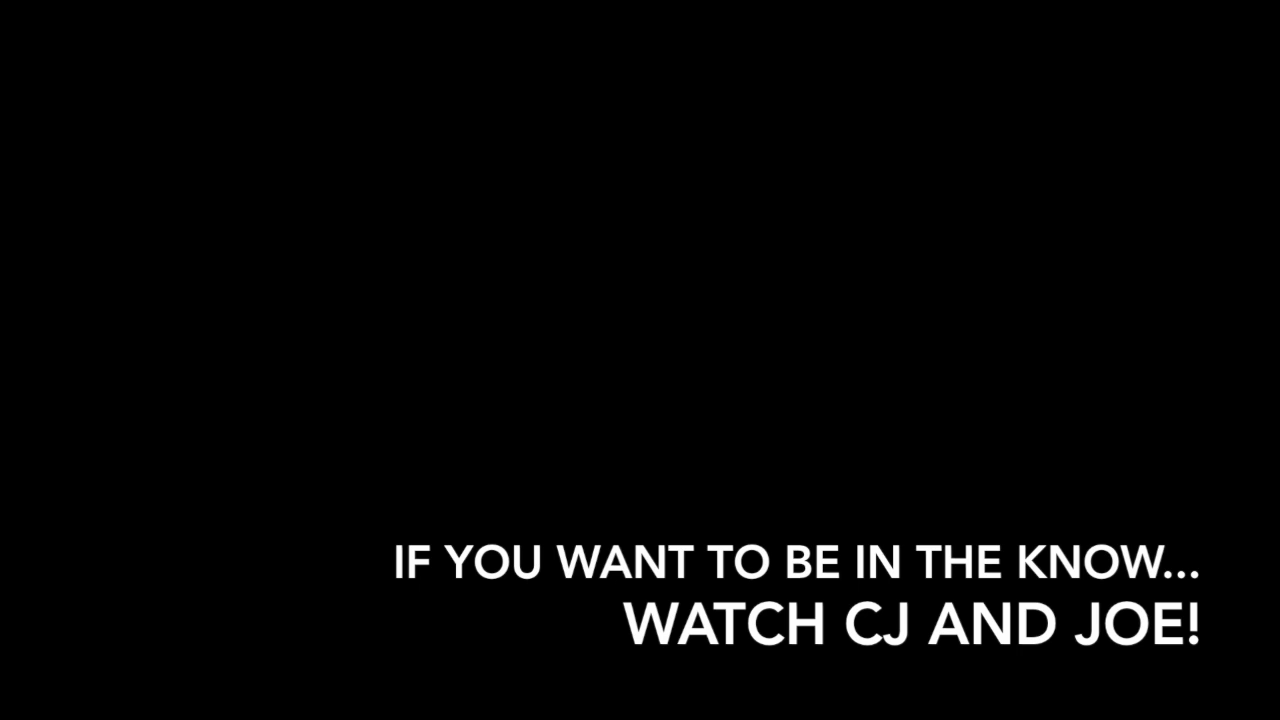 IF YOU WANT TO BE IN THE KNOW...
WATCH CJ AND JOE!